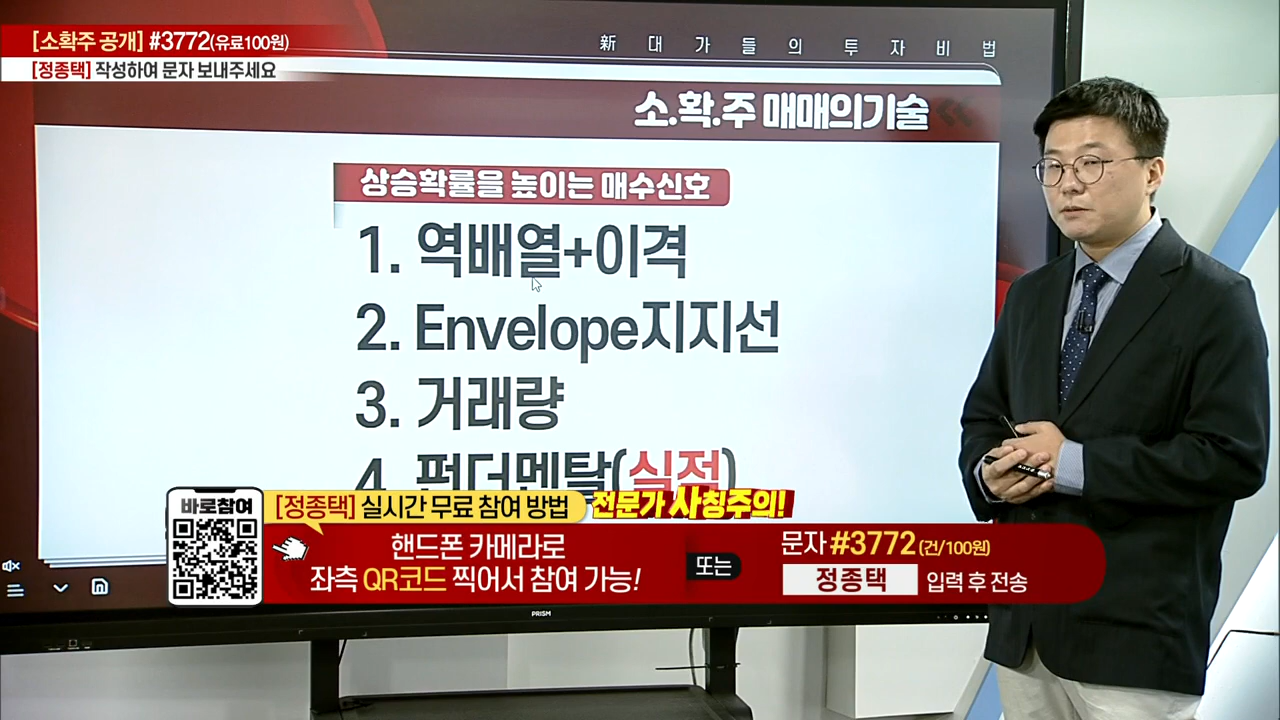 [소확주 공개] #3772(유료100원)
[정종택] 작성하여 문자 보내주세요
新대가들의 투자비법
소.확.주 매매의기술
상승확률을 높이는 매수신호
1. 역배열+이격
2. Envelope지지선
3. 거래량
4. 펀더멘탈(실적)
바로참여
[정종택] 실시간 무료 참여 방법
전문가 사칭주의!
핸드폰 카메라로
좌측 QR코드 찍어서 참여 가능!
또는
문자 #3772 (건/100원)
정종택 입력 후 전송
PRISM